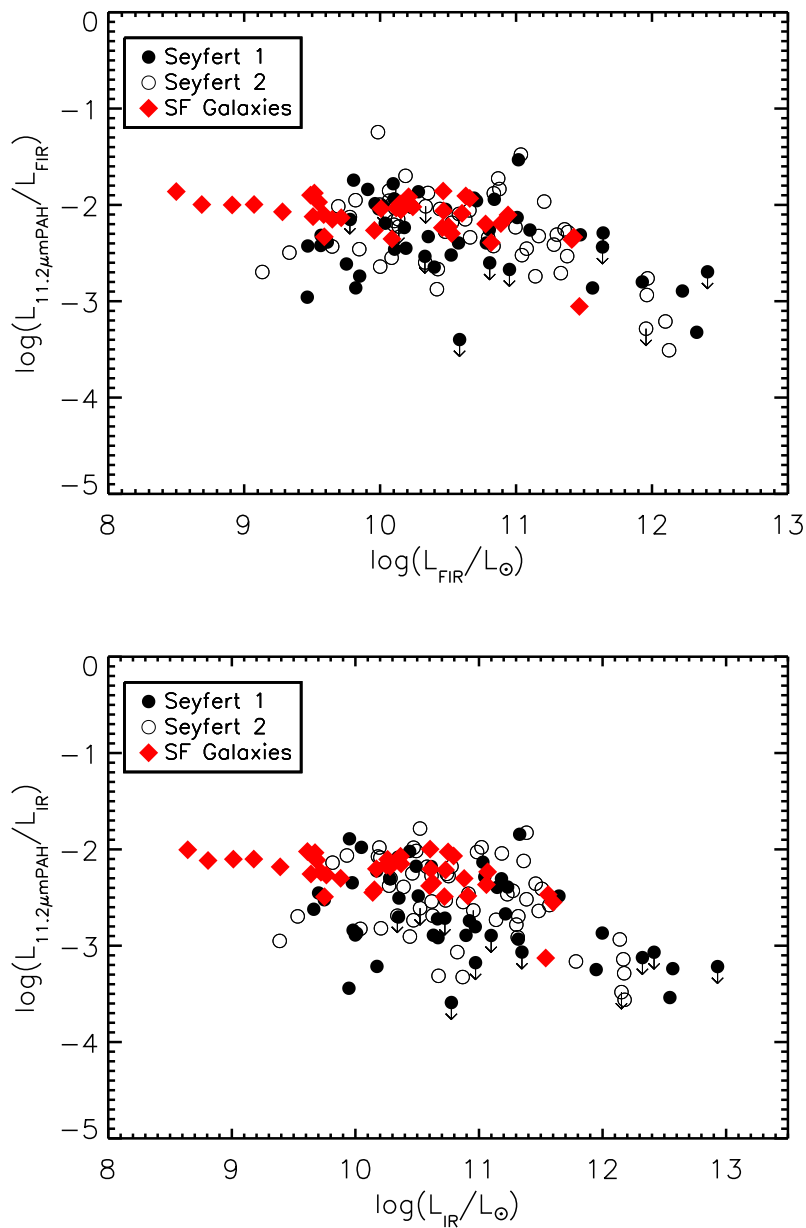 0
Seyfert 1
Seyfert 2
SF Galaxies
−1
−2
−3
−4
−5
log(L11.2μmPAH/LFIR)
8 9 10 11 12 13
log(LFIR/L⊙)
0
Seyfert 1
Seyfert 2
SF Galaxies
−1
−2
−3
−4
−5
log(L11.2μmPAH/LIR)
8 9 10 11 12 13
log(LIR/L⊙)